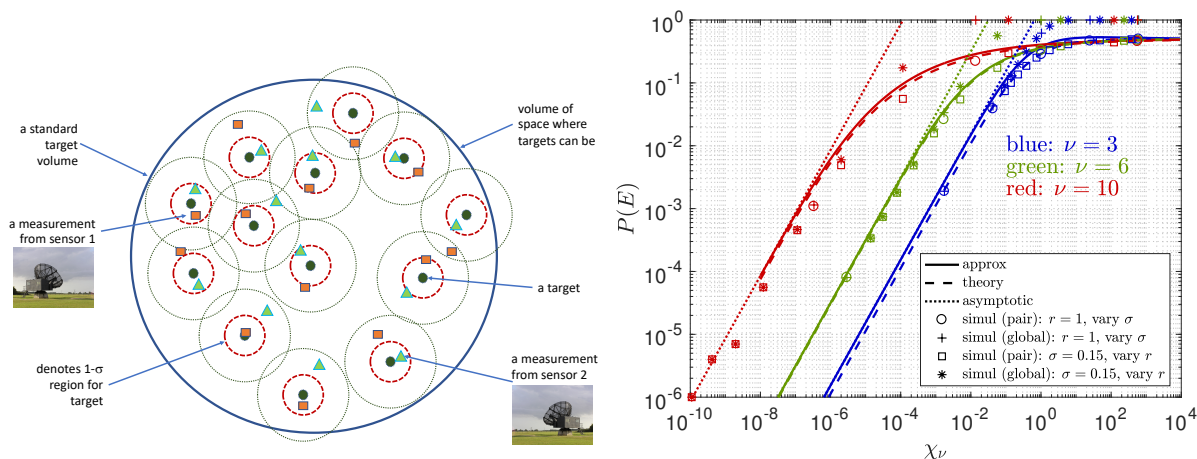 a standard
target
volume
volume of
space where
targets can be
a measurement
from sensor 1
a target
denotes 1-σ
region for
target
a measurement
from sensor 2
10^0
10^-1
10^-2
10^-3
10^-4
10^-5
10^-6
P(E)
blue: ν = 3
green: ν = 6
red: ν = 10
approx
theory
asymptotic
simul (pair): r = 1, vary σ
simul (global): r = 1, vary σ
simul (pair): σ = 0.15, vary r
simul (global): σ = 0.15, vary r
10^-10 10^-8 10^-6 10^-4 10^-2 10^0 10^2 10^4
χ_ν